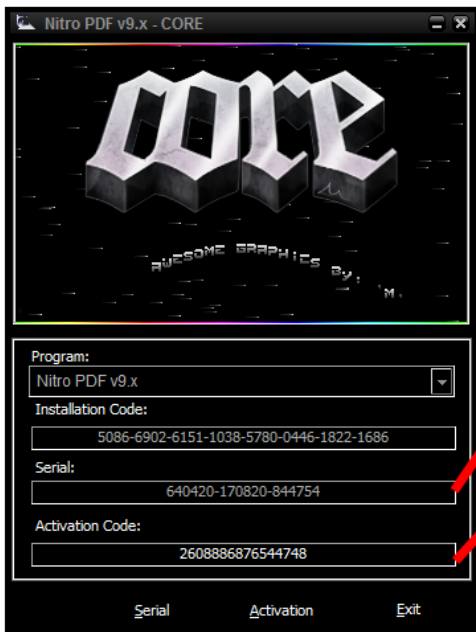 Nitro PDF v9.x - CORE
core
AWESOME GRAPHICS BY: 'M.
Program:
Nitro PDF v9.x
Installation Code:
5086-6902-6151-1038-5780-0446-1822-1686
Serial:
640420-170820-844754
Activation Code:
2608886876544748
Serial Activation Exit